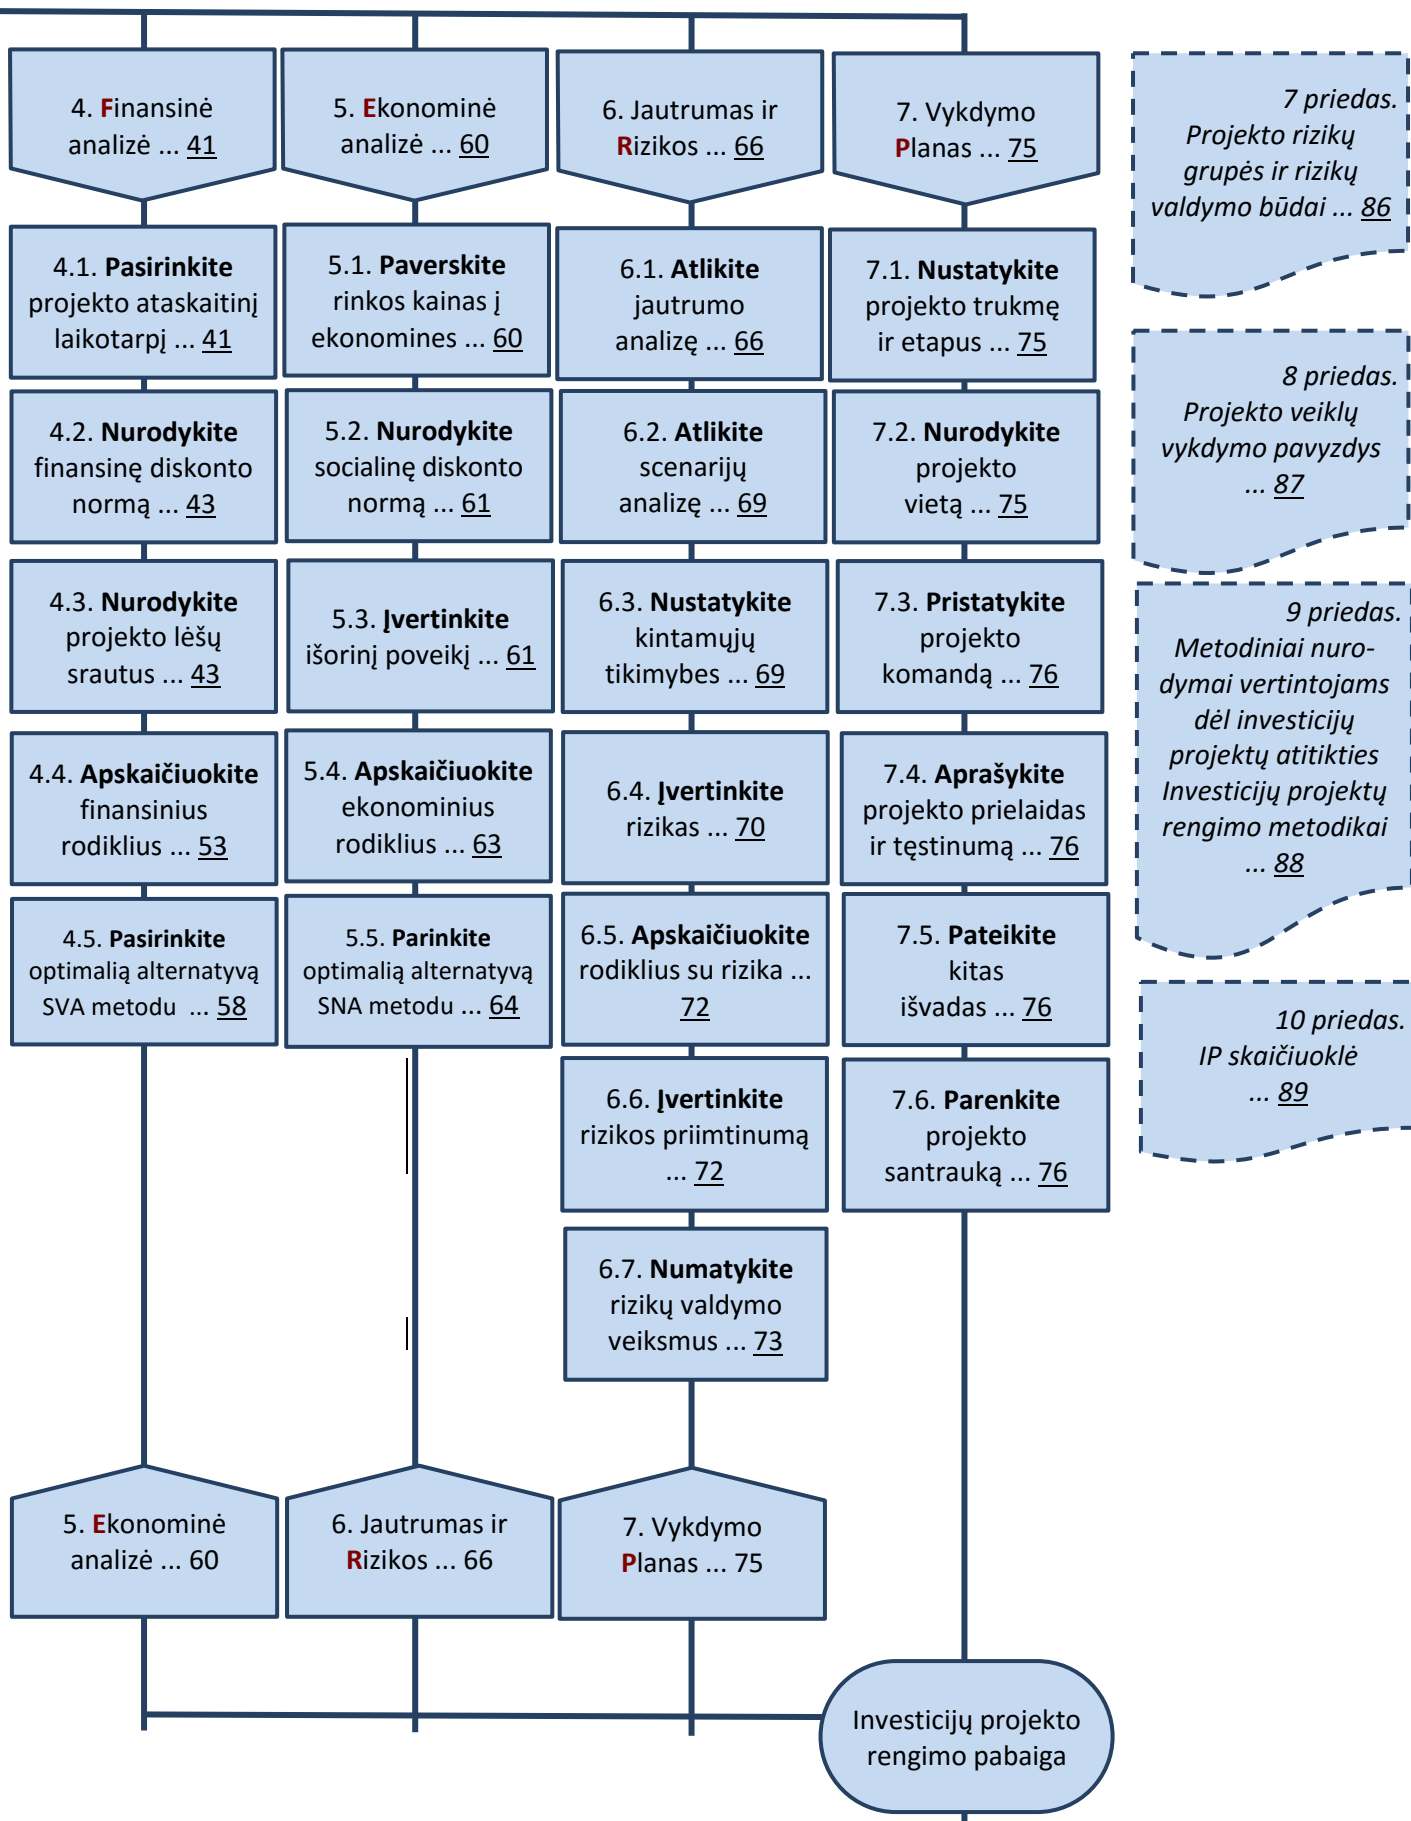 4. Finansinė
analizė ... 41
4.1. Pasirinkite
projekto ataskaitinį
laikotarpį ... 41
4.2. Nurodykite
finansinę diskonto
normą ... 43
4.3. Nurodykite
projekto lėšų
srautus ... 43
4.4. Apskaičiuokite
finansinius
rodiklius ... 53
4.5. Pasirinkite
optimalią alternatyvą
SVA metodu ... 58
5. Ekonominė
analizė ... 60
5. Ekonominė
analizė ... 60
5.1. Paverskite
rinkos kainas į
ekonomines ... 60
5.2. Nurodykite
socialinę diskonto
normą ... 61
5.3. Įvertinkite
išorinį poveikį ... 61
5.4. Apskaičiuokite
ekonominius
rodiklius ... 63
5.5. Parinkite
optimalią alternatyvą
SNA metodu ... 64
6. Jautrumas ir
Rizikos ... 66
6. Jautrumas ir
Rizikos ... 66
6.1. Atlikite
jautrumo
analizę ... 66
6.2. Atlikite
scenarijų
analizę ... 69
6.3. Nustatykite
kintamųjų
tikimybes ... 69
6.4. Įvertinkite
rizikas ... 70
6.5. Apskaičiuokite
rodiklius su rizika ...
72
6.6. Įvertinkite
rizikos priimtinumą
... 72
6.7. Numatykite
rizikų valdymo
veiksmus ... 73
7. Vykdymo
Planas ... 75
7. Vykdymo
Planas ... 75
7.1. Nustatykite
projekto trukmę
ir etapus ... 75
7.2. Nurodykite
projekto
vietą ... 75
7.3. Pristatykite
projekto
komandą ... 76
7.4. Aprašykite
projekto prielaidas
ir tęstinumą ... 76
7.5. Pateikite
kitas
išvadas ... 76
7.6. Parenkite
projekto
santrauką ... 76
Investicijų projekto
rengimo pabaiga
7 priedas.
Projekto rizikų
grupės ir rizikų
valdymo būdai ... 86
8 priedas.
Projekto veiklų
vykdymo pavyzdys
... 87
9 priedas.
Metodiniai nuro-
dymai vertintojams
dėl investicijų
projektų atitikties
Investicijų projektų
rengimo metodikai
... 88
10 priedas.
IP skaičiuoklė
... 89